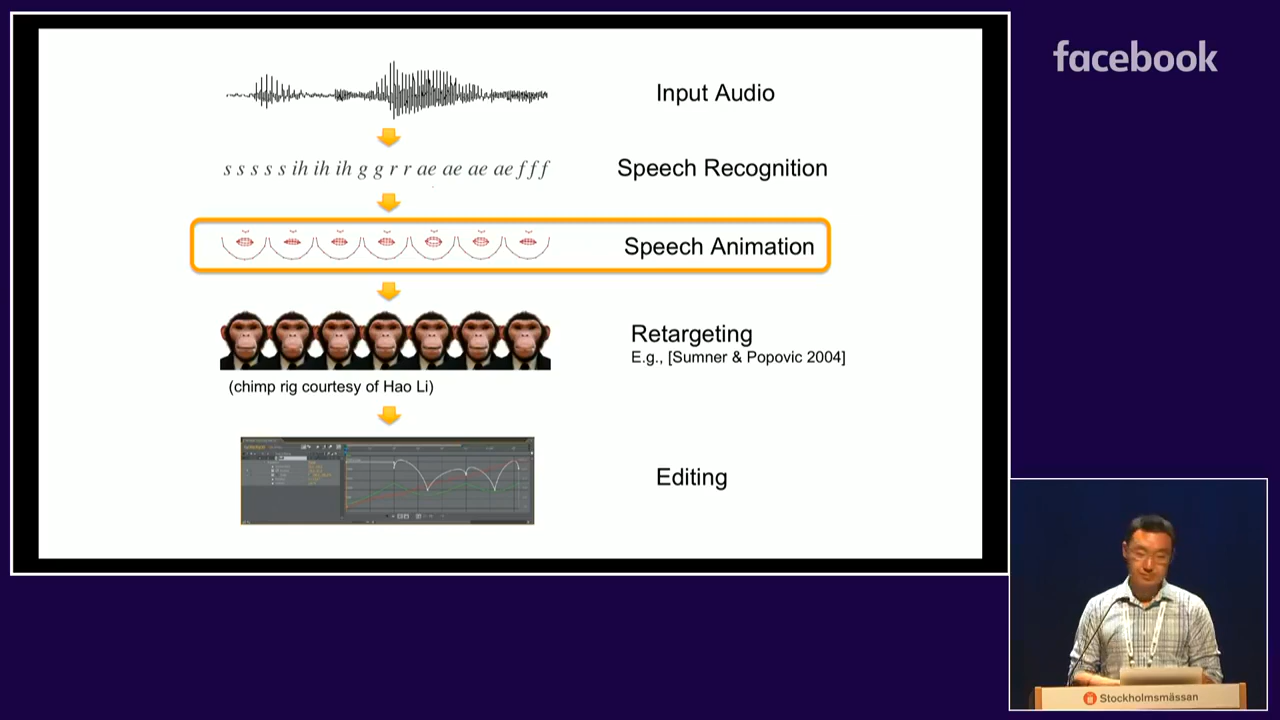 facebook
Input Audio
s s s s s ih ih ih g g r r ae ae ae ae f f f
Speech Recognition
Speech Animation
Retargeting
E.g., [Sumner & Popovic 2004]
(chimp rig courtesy of Hao Li)
Editing
Stockholmsmässan